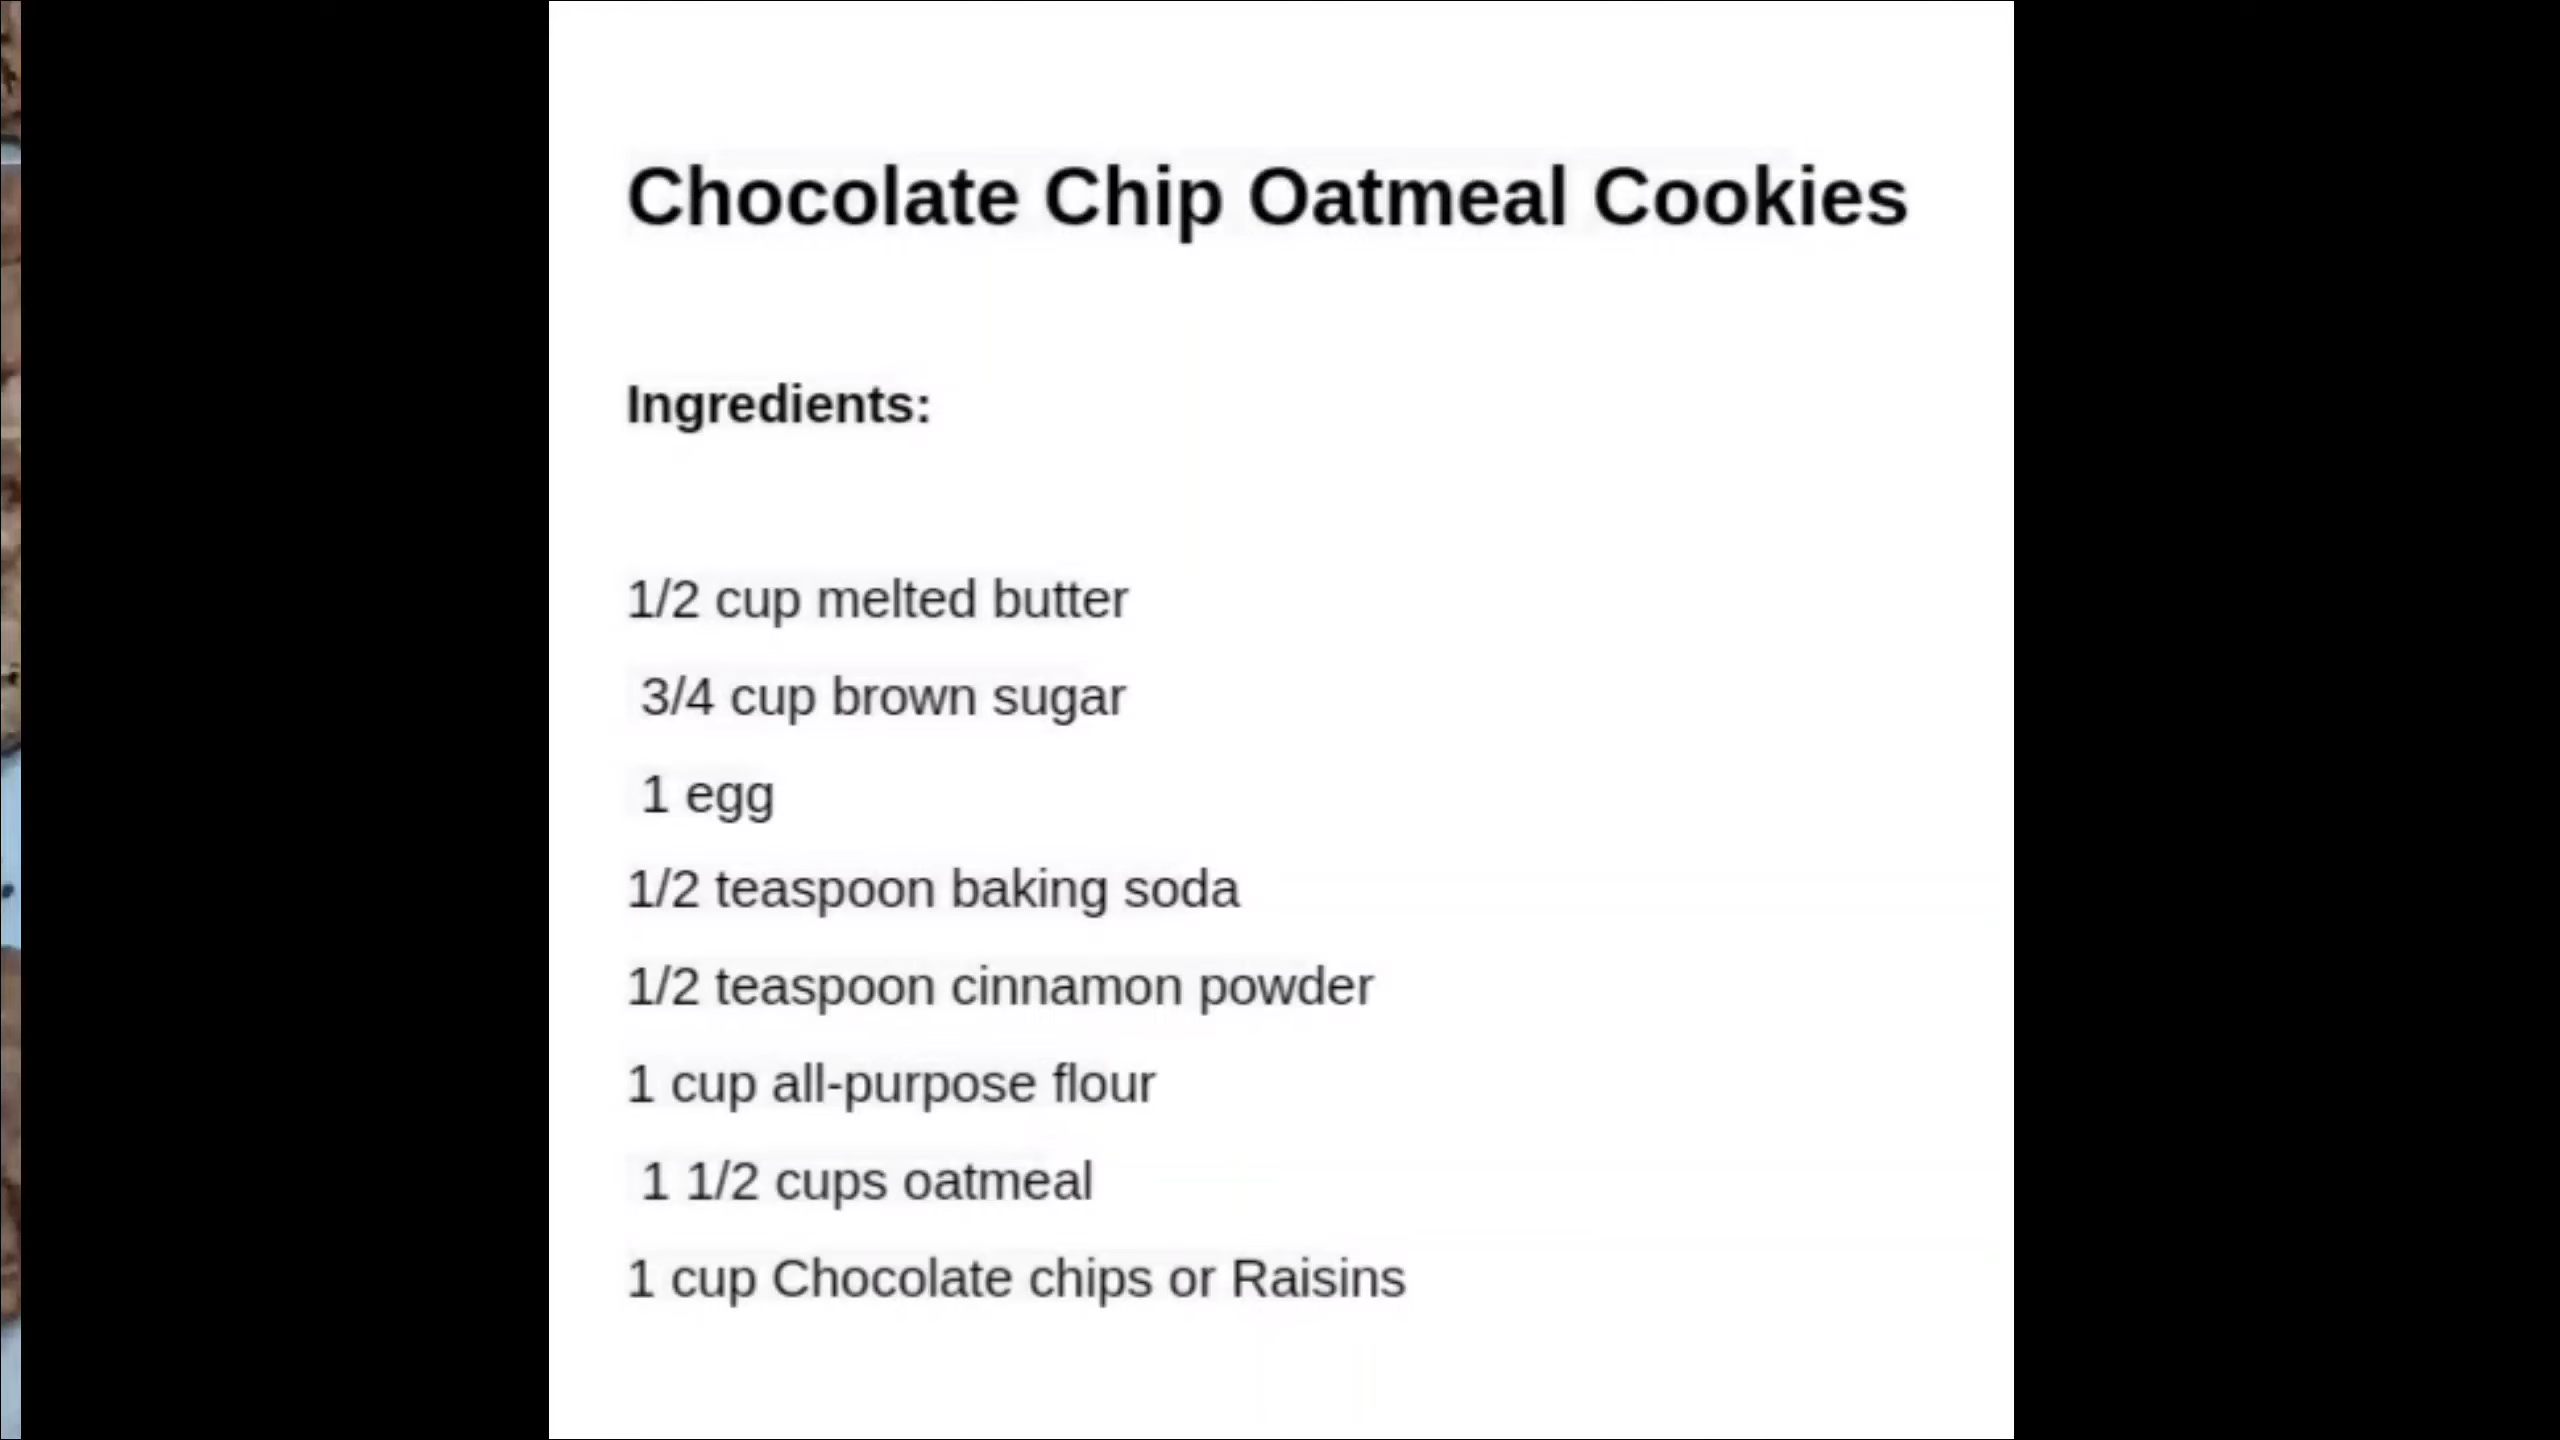 Chocolate Chip Oatmeal Cookies
Ingredients:
1/2 cup melted butter
3/4 cup brown sugar
1 egg
1/2 teaspoon baking soda
1/2 teaspoon cinnamon powder
1 cup all-purpose flour
1 1/2 cups oatmeal
1 cup Chocolate chips or Raisins